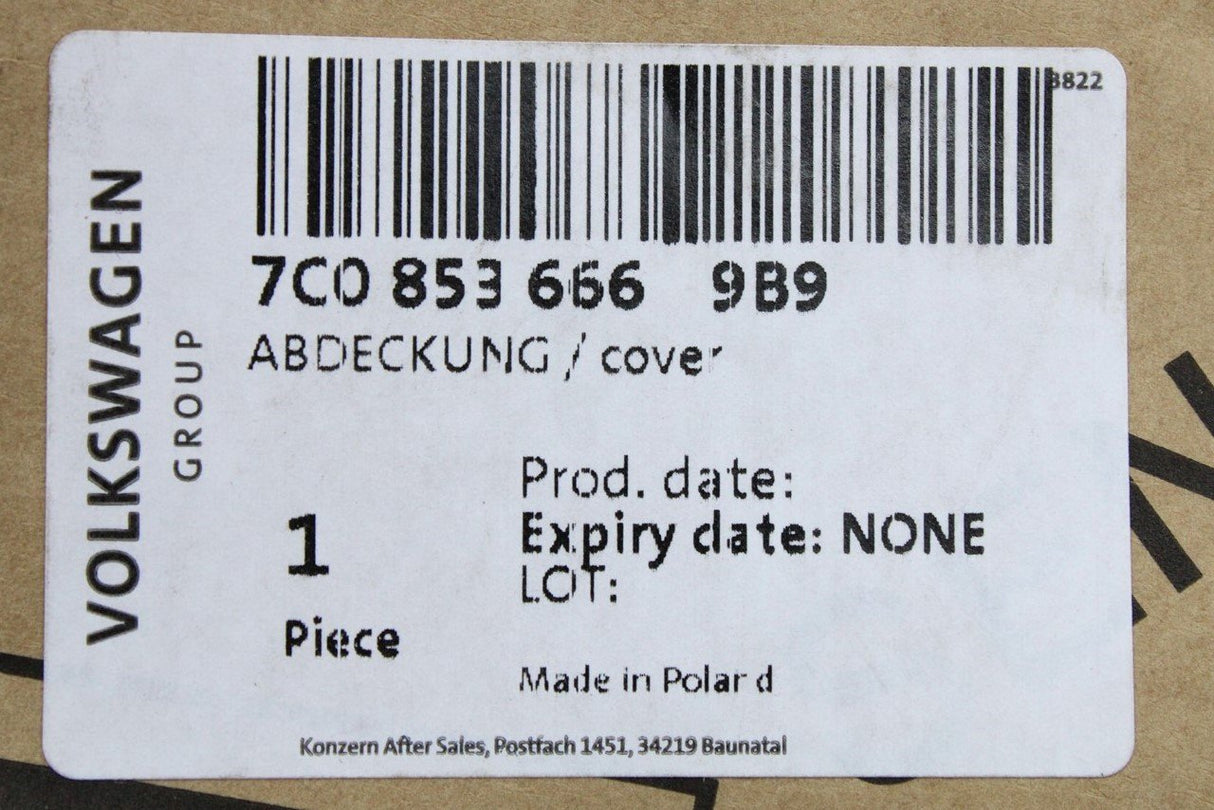 3822
7C0 853 666 9B9
ABDECKUNG / cover
VOLKSWAGEN
GROUP
Prod. date:
Expiry date: NONE
LOT:
1
Piece
Made in Poland
Konzern After Sales, Postfach 1451, 34219 Baunatal